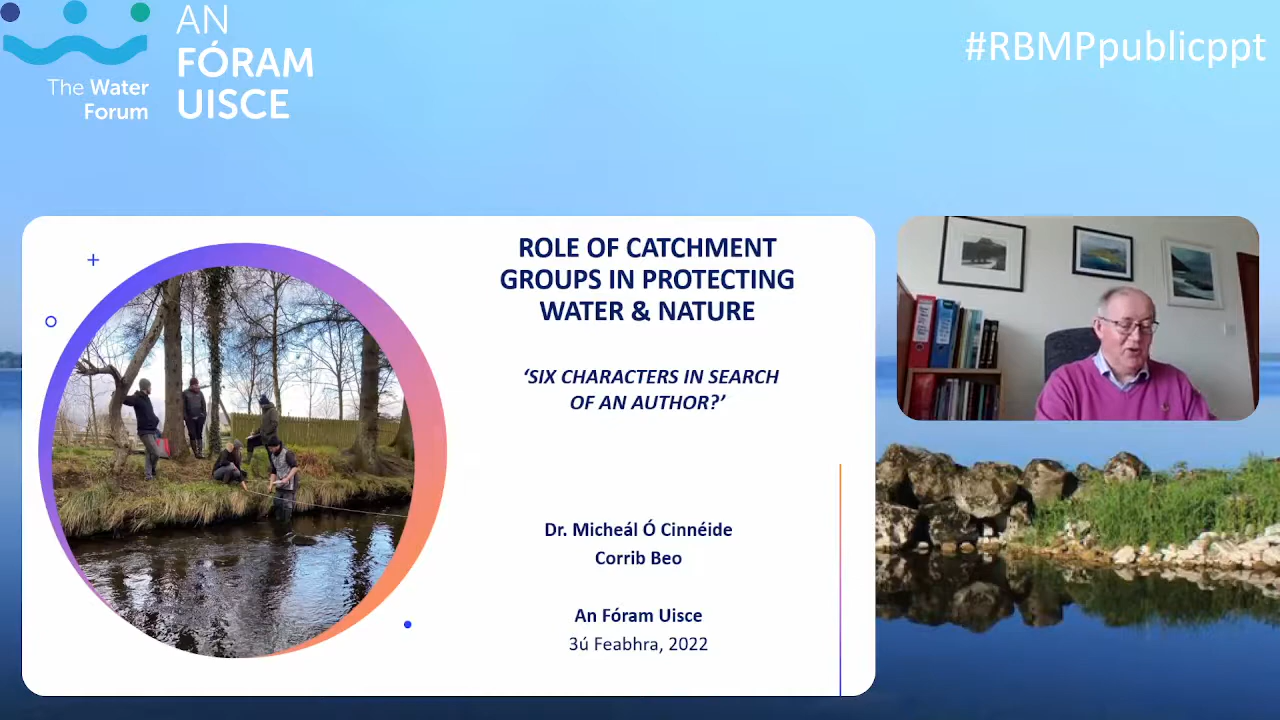 The Water
Forum
AN
FÓRAM
UISCE
#RBMPpublicppt
ROLE OF CATCHMENT
GROUPS IN PROTECTING
WATER & NATURE
‘SIX CHARACTERS IN SEARCH
OF AN AUTHOR?’
Dr. Micheál Ó Cinnéide
Corrib Beo
An Fóram Uisce
3ú Feabhra, 2022